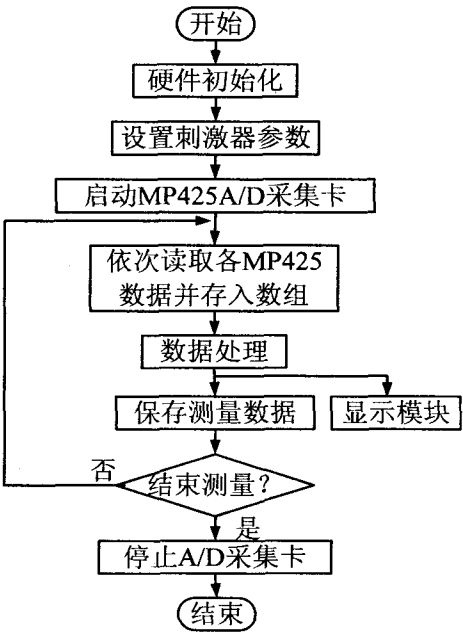 开始
硬件初始化
设置刺激器参数
启动MP425A/D采集卡
依次读取各MP425
数据并存入数组
数据处理
保存测量数据
显示模块
否
结束测量?
是
停止A/D采集卡
结束